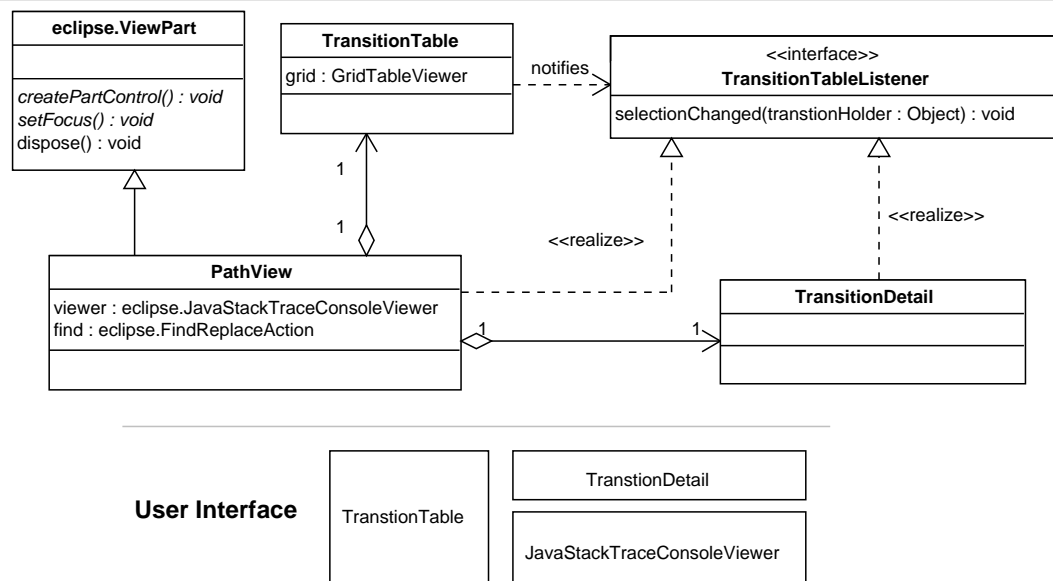 eclipse.ViewPart
createPartControl() : void
setFocus() : void
dispose() : void
TransitionTable
grid : GridTableViewer
notifies
<<interface>>
TransitionTableListener
selectionChanged(transtionHolder : Object) : void
1
1
<<realize>>
<<realize>>
PathView
viewer : eclipse.JavaStackTraceConsoleViewer
find : eclipse.FindReplaceAction
1
1
TransitionDetail
User Interface
TranstionTable
TranstionDetail
JavaStackTraceConsoleViewer